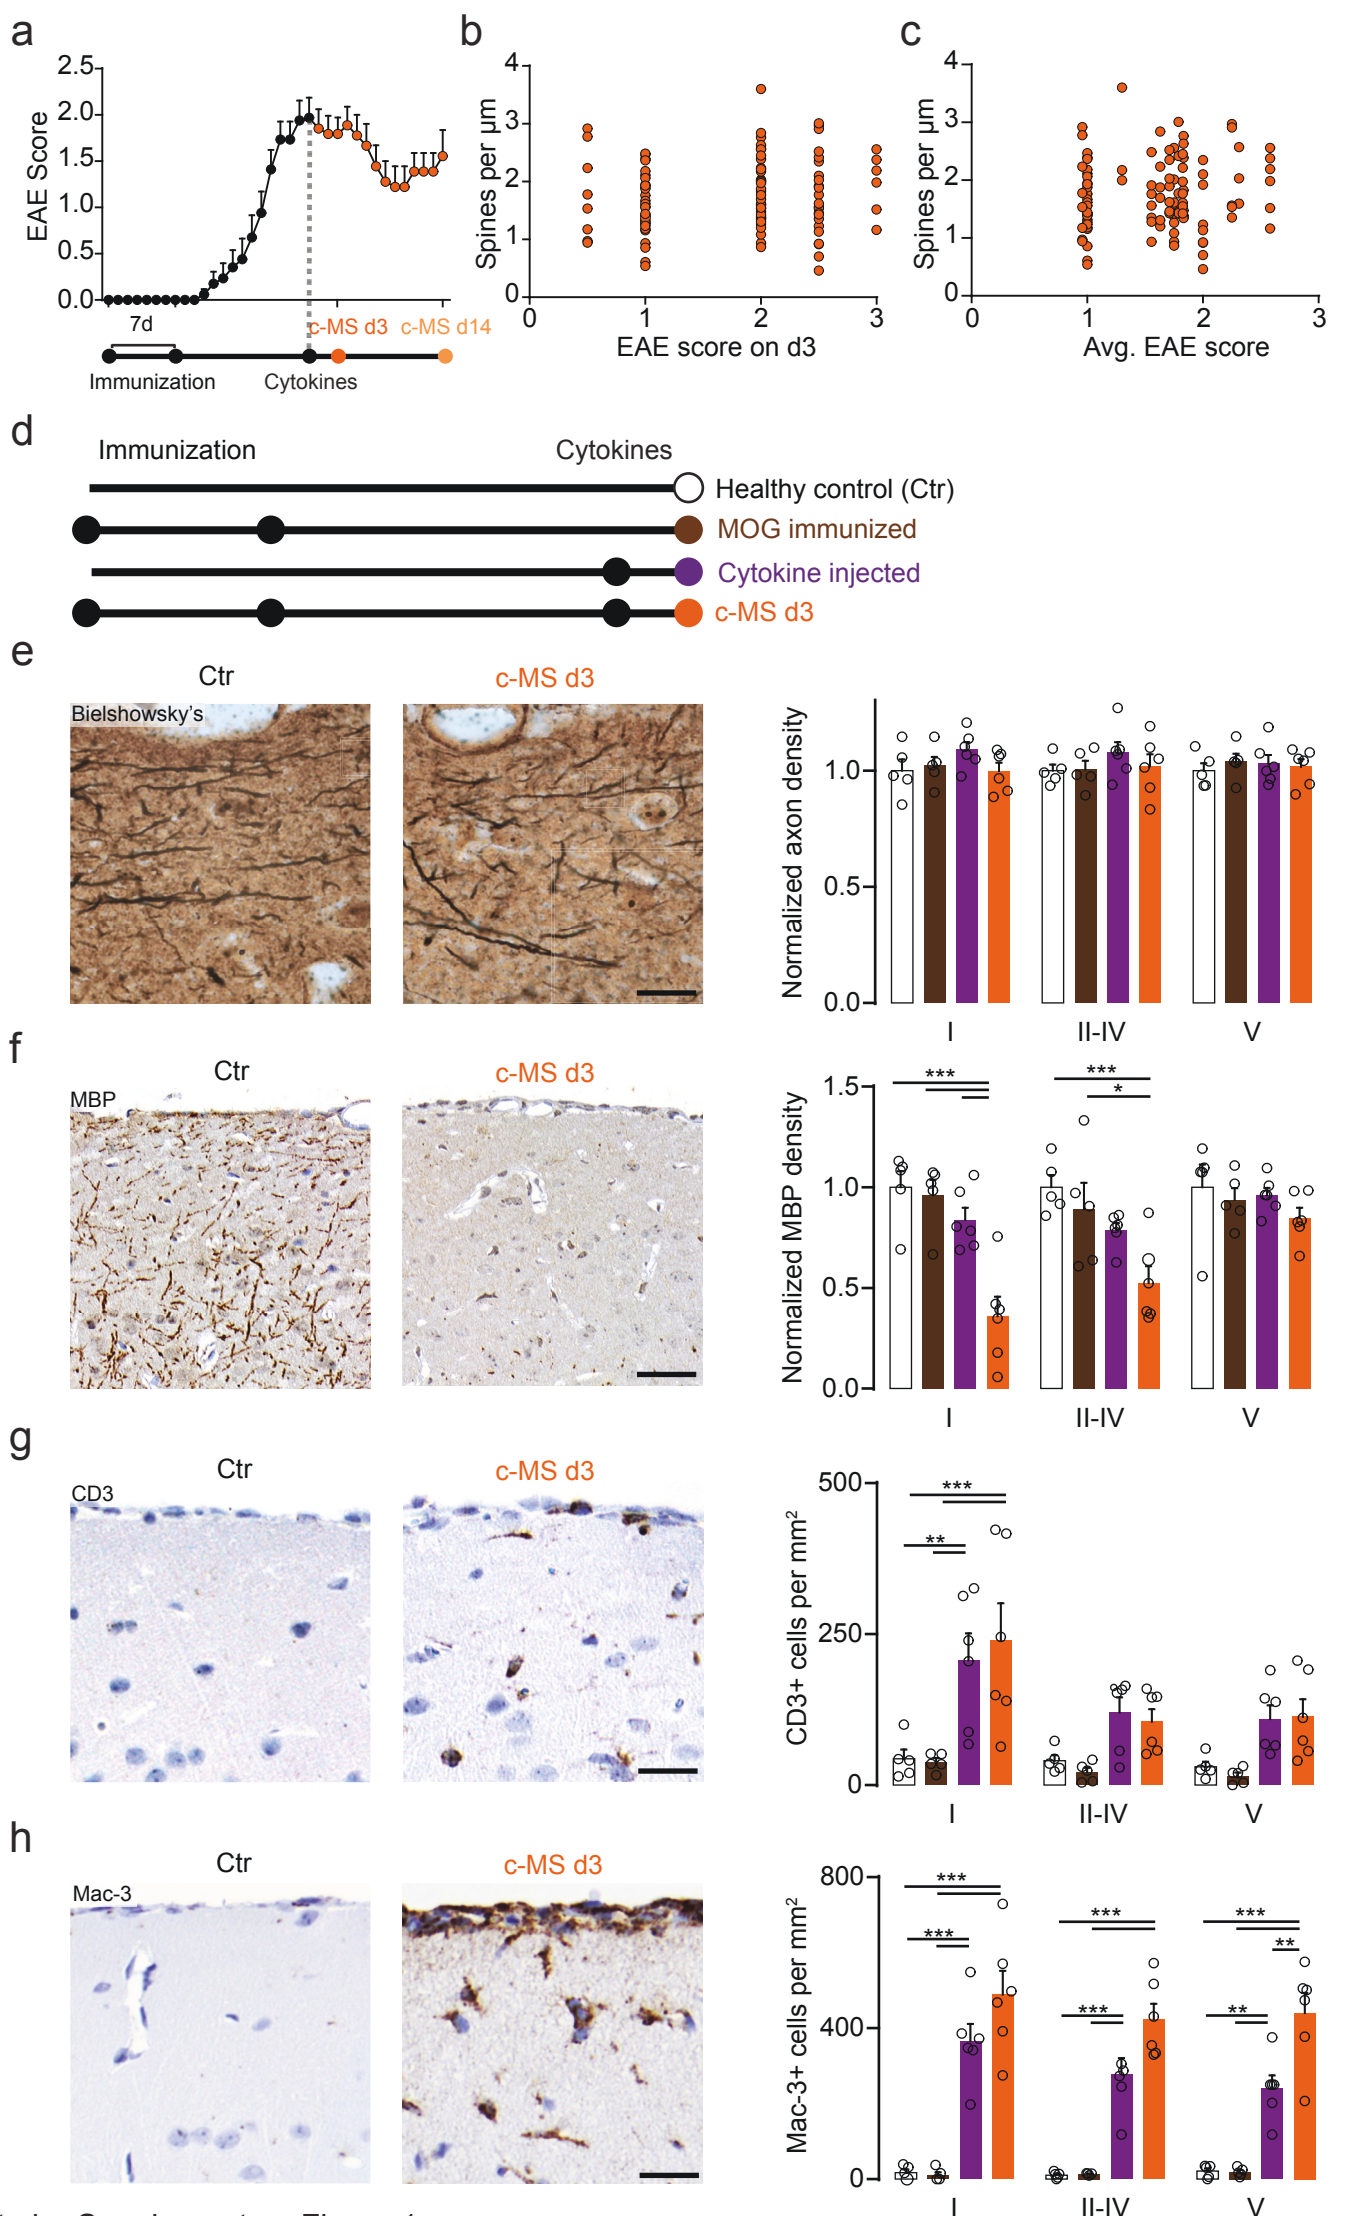 a
b
c
2.5
2.0
1.5
1.0
0.5
0.0
EAE Score
7d
c-MS d3
c-MS d14
Immunization
Cytokines
4
3
2
1
0
Spines per µm
0
1
2
3
EAE score on d3
4
3
2
1
0
Spines per µm
0
1
2
3
Avg. EAE score
d
Immunization
Cytokines
Healthy control (Ctr)
MOG immunized
Cytokine injected
c-MS d3
e
Ctr
c-MS d3
Bielshowsky's
Normalized axon density
1.0
0.5
0.0
I
II-IV
V
f
Ctr
c-MS d3
MBP
Normalized MBP density
1.5
1.0
0.5
0.0
***
***
*
I
II-IV
V
g
Ctr
c-MS d3
CD3
CD3+ cells per mm²
500
250
0
***
**
I
II-IV
V
h
Ctr
c-MS d3
Mac-3
Mac-3+ cells per mm²
800
400
0
***
***
***
***
***
**
**
I
II-IV
V